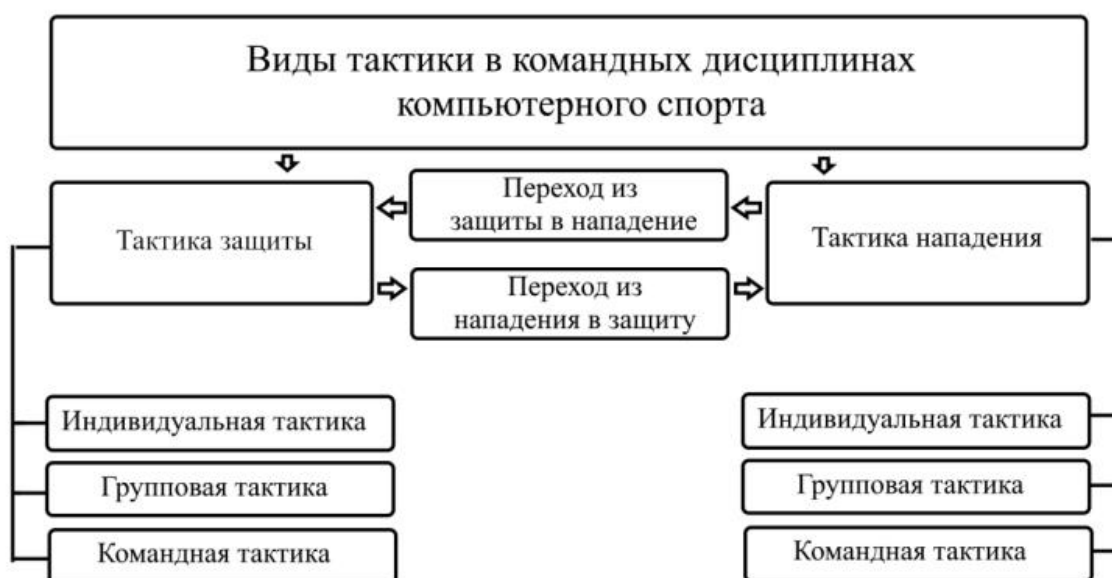 Виды тактики в командных дисциплинах
компьютерного спорта
Тактика защиты
Переход из
защиты в нападение
Тактика нападения
Переход из
нападения в защиту
Индивидуальная тактика
Групповая тактика
Командная тактика
Индивидуальная тактика
Групповая тактика
Командная тактика